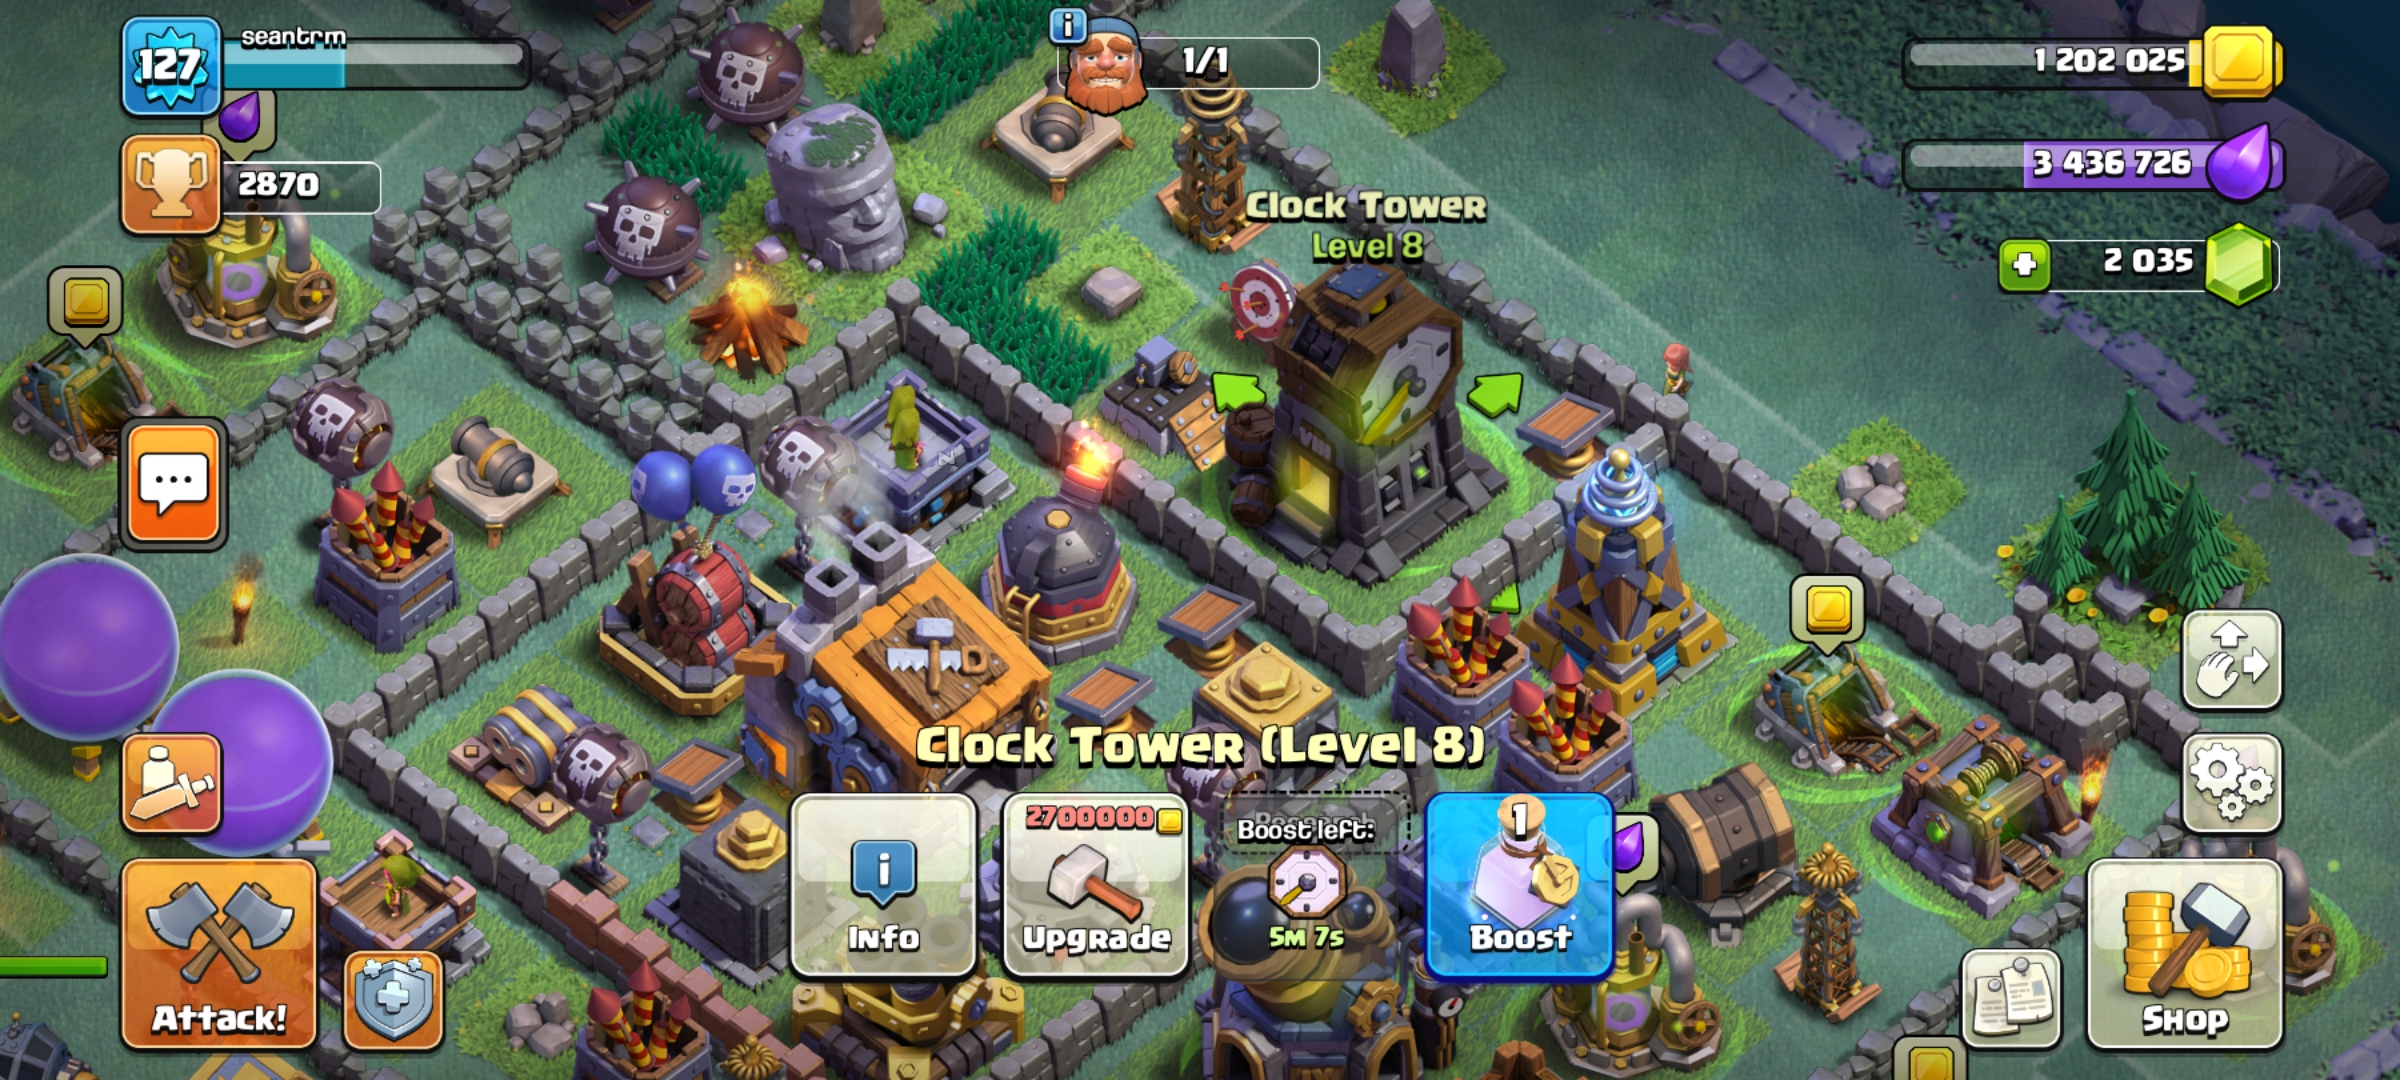 127
seantrm
1/1
1 202 025
2870
3 436 726
2 035
Clock Tower
Level 8
VIII
Clock Tower (Level 8)
Info
2700000
Upgrade
Boost left:
5M 7s
1
Boost
Attack!
Shop